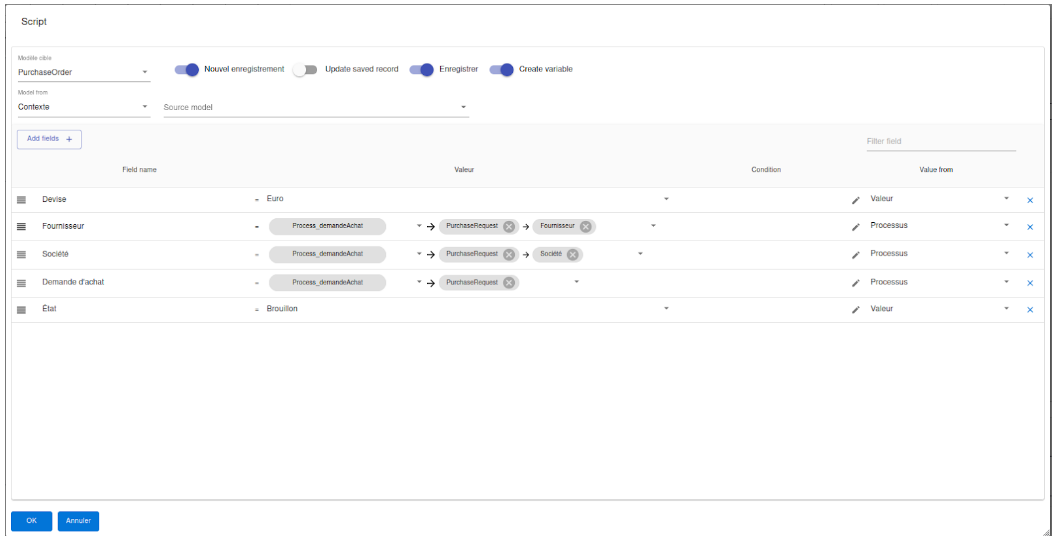 Script
Modèle cible
PurchaseOrder
Nouvel enregistrement
Update saved record
Enregistrer
Create variable
Model from
Contexte
Source model
Add fields +
Filter field
Field name Valeur Condition Value from
Devise = Euro Valeur
Fournisseur = Process_demandeAchat → PurchaseRequest → Fournisseur Processus
Société = Process_demandeAchat → PurchaseRequest → Société Processus
Demande d'achat = Process_demandeAchat → PurchaseRequest Processus
État = Brouillon Valeur
OK Annuler